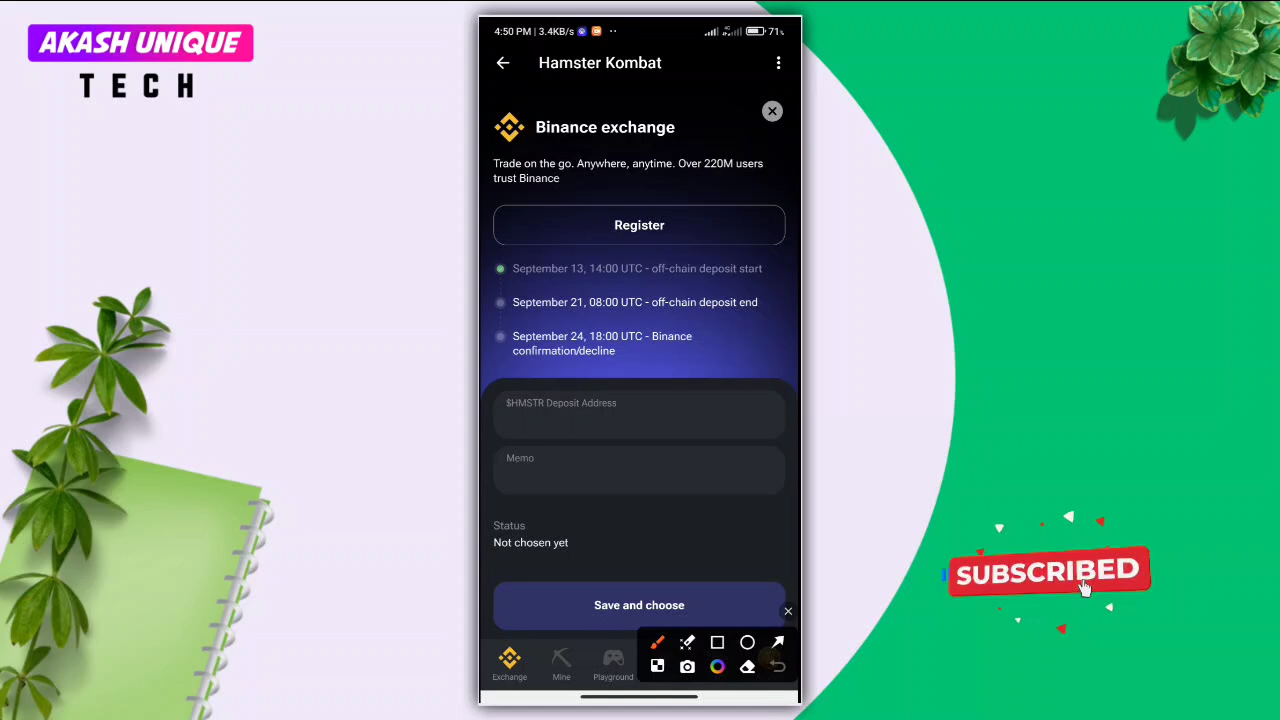 AKASH UNIQUE
TECH
4:50 PM | 3.4KB/s
4G
71%
Hamster Kombat
Binance exchange
Trade on the go. Anywhere, anytime. Over 220M users
trust Binance
Register
September 13, 14:00 UTC - off-chain deposit start
September 21, 08:00 UTC - off-chain deposit end
September 24, 18:00 UTC - Binance
confirmation/decline
$HMSTR Deposit Address
Memo
Status
Not chosen yet
Save and choose
Exchange
Mine
Playground
SUBSCRIBED